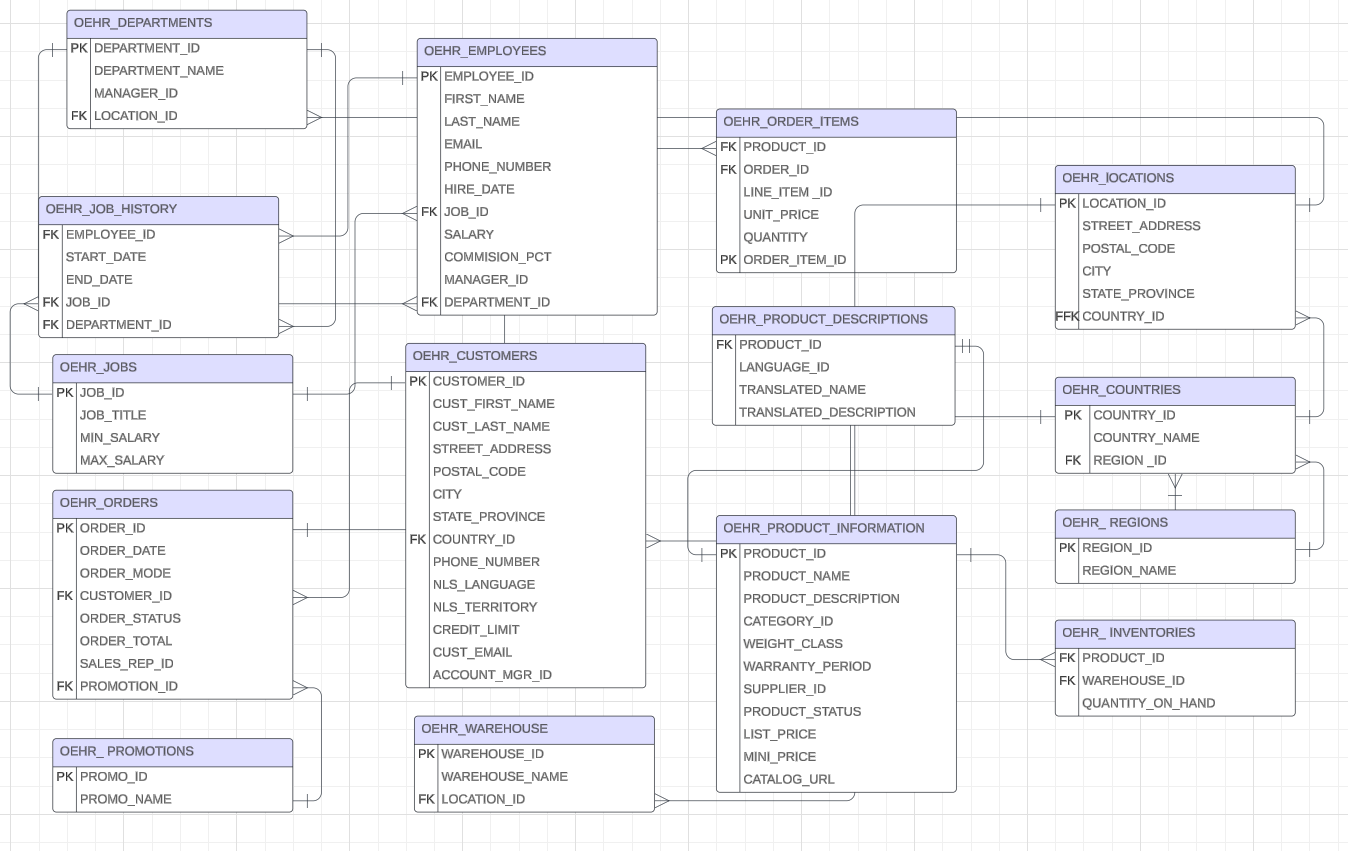 OEHR_DEPARTMENTS
PK DEPARTMENT_ID
DEPARTMENT_NAME
MANAGER_ID
FK LOCATION_ID
OEHR_JOB_HISTORY
FK EMPLOYEE_ID
START_DATE
END_DATE
FK JOB_ID
FK DEPARTMENT_ID
OEHR_JOBS
PK JOB_ID
JOB_TITLE
MIN_SALARY
MAX_SALARY
OEHR_ORDERS
PK ORDER_ID
ORDER_DATE
ORDER_MODE
FK CUSTOMER_ID
ORDER_STATUS
ORDER_TOTAL
SALES_REP_ID
FK PROMOTION_ID
OEHR_ PROMOTIONS
PK PROMO_ID
PROMO_NAME
OEHR_EMPLOYEES
PK EMPLOYEE_ID
FIRST_NAME
LAST_NAME
EMAIL
PHONE_NUMBER
HIRE_DATE
FK JOB_ID
SALARY
COMMISION_PCT
MANAGER_ID
FK DEPARTMENT_ID
OEHR_CUSTOMERS
PK CUSTOMER_ID
CUST_FIRST_NAME
CUST_LAST_NAME
STREET_ADDRESS
POSTAL_CODE
CITY
STATE_PROVINCE
FK COUNTRY_ID
PHONE_NUMBER
NLS_LANGUAGE
NLS_TERRITORY
CREDIT_LIMIT
CUST_EMAIL
ACCOUNT_MGR_ID
OEHR_WAREHOUSE
PK WAREHOUSE_ID
WAREHOUSE_NAME
FK LOCATION_ID
OEHR_ORDER_ITEMS
FK PRODUCT_ID
FK ORDER_ID
LINE_ITEM _ID
UNIT_PRICE
QUANTITY
PK ORDER_ITEM_ID
OEHR_PRODUCT_DESCRIPTIONS
FK PRODUCT_ID
LANGUAGE_ID
TRANSLATED_NAME
TRANSLATED_DESCRIPTION
OEHR_PRODUCT_INFORMATION
PK PRODUCT_ID
PRODUCT_NAME
PRODUCT_DESCRIPTION
CATEGORY_ID
WEIGHT_CLASS
WARRANTY_PERIOD
SUPPLIER_ID
PRODUCT_STATUS
LIST_PRICE
MINI_PRICE
CATALOG_URL
OEHR_lOCATIONS
PK LOCATION_ID
STREET_ADDRESS
POSTAL_CODE
CITY
STATE_PROVINCE
FFK COUNTRY_ID
OEHR_COUNTRIES
PK COUNTRY_ID
COUNTRY_NAME
FK REGION _ID
OEHR_ REGIONS
PK REGION_ID
REGION_NAME
OEHR_ INVENTORIES
FK PRODUCT_ID
FK WAREHOUSE_ID
QUANTITY_ON_HAND